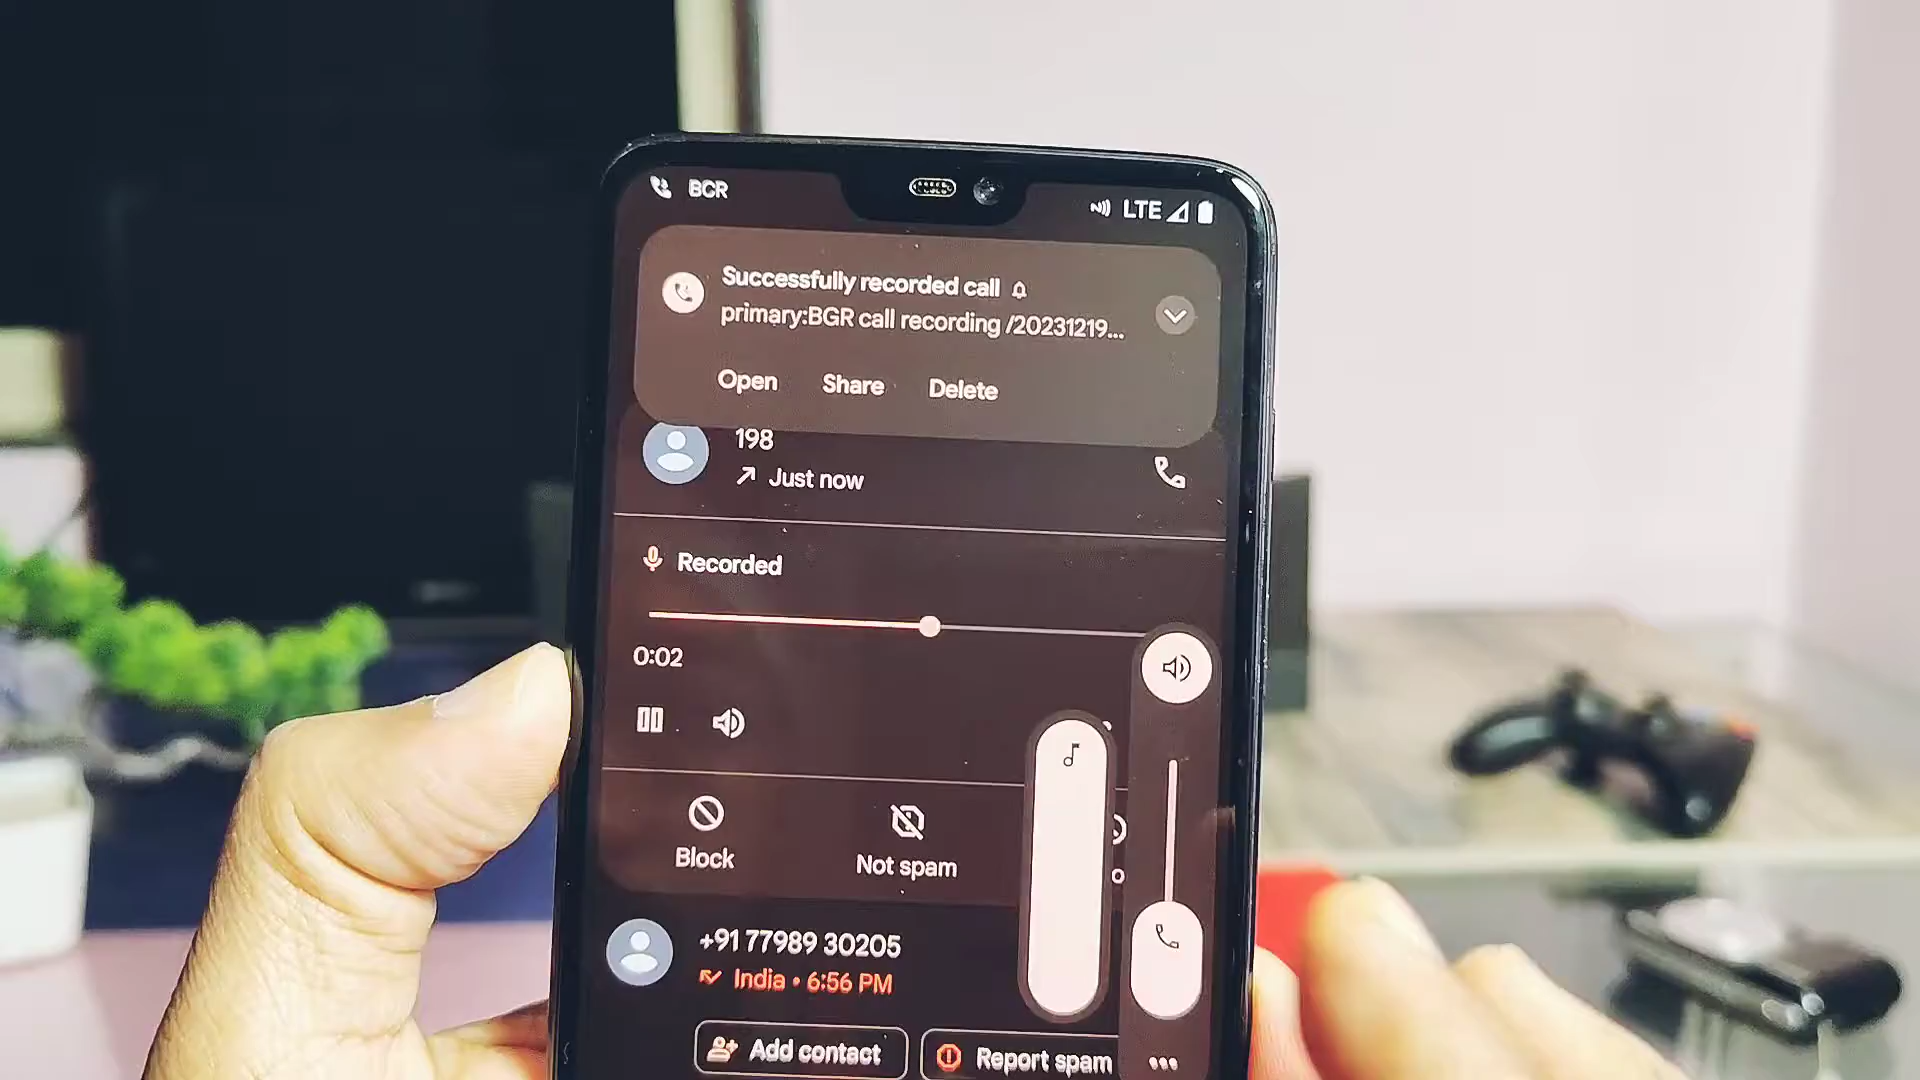 BCR
LTE
Successfully recorded call
primary:BGR call recording /20231219...
Open Share Delete
198
Just now
Recorded
0:02
Block
Not spam
+91 77989 30205
India • 6:56 PM
Add contact
Report spam